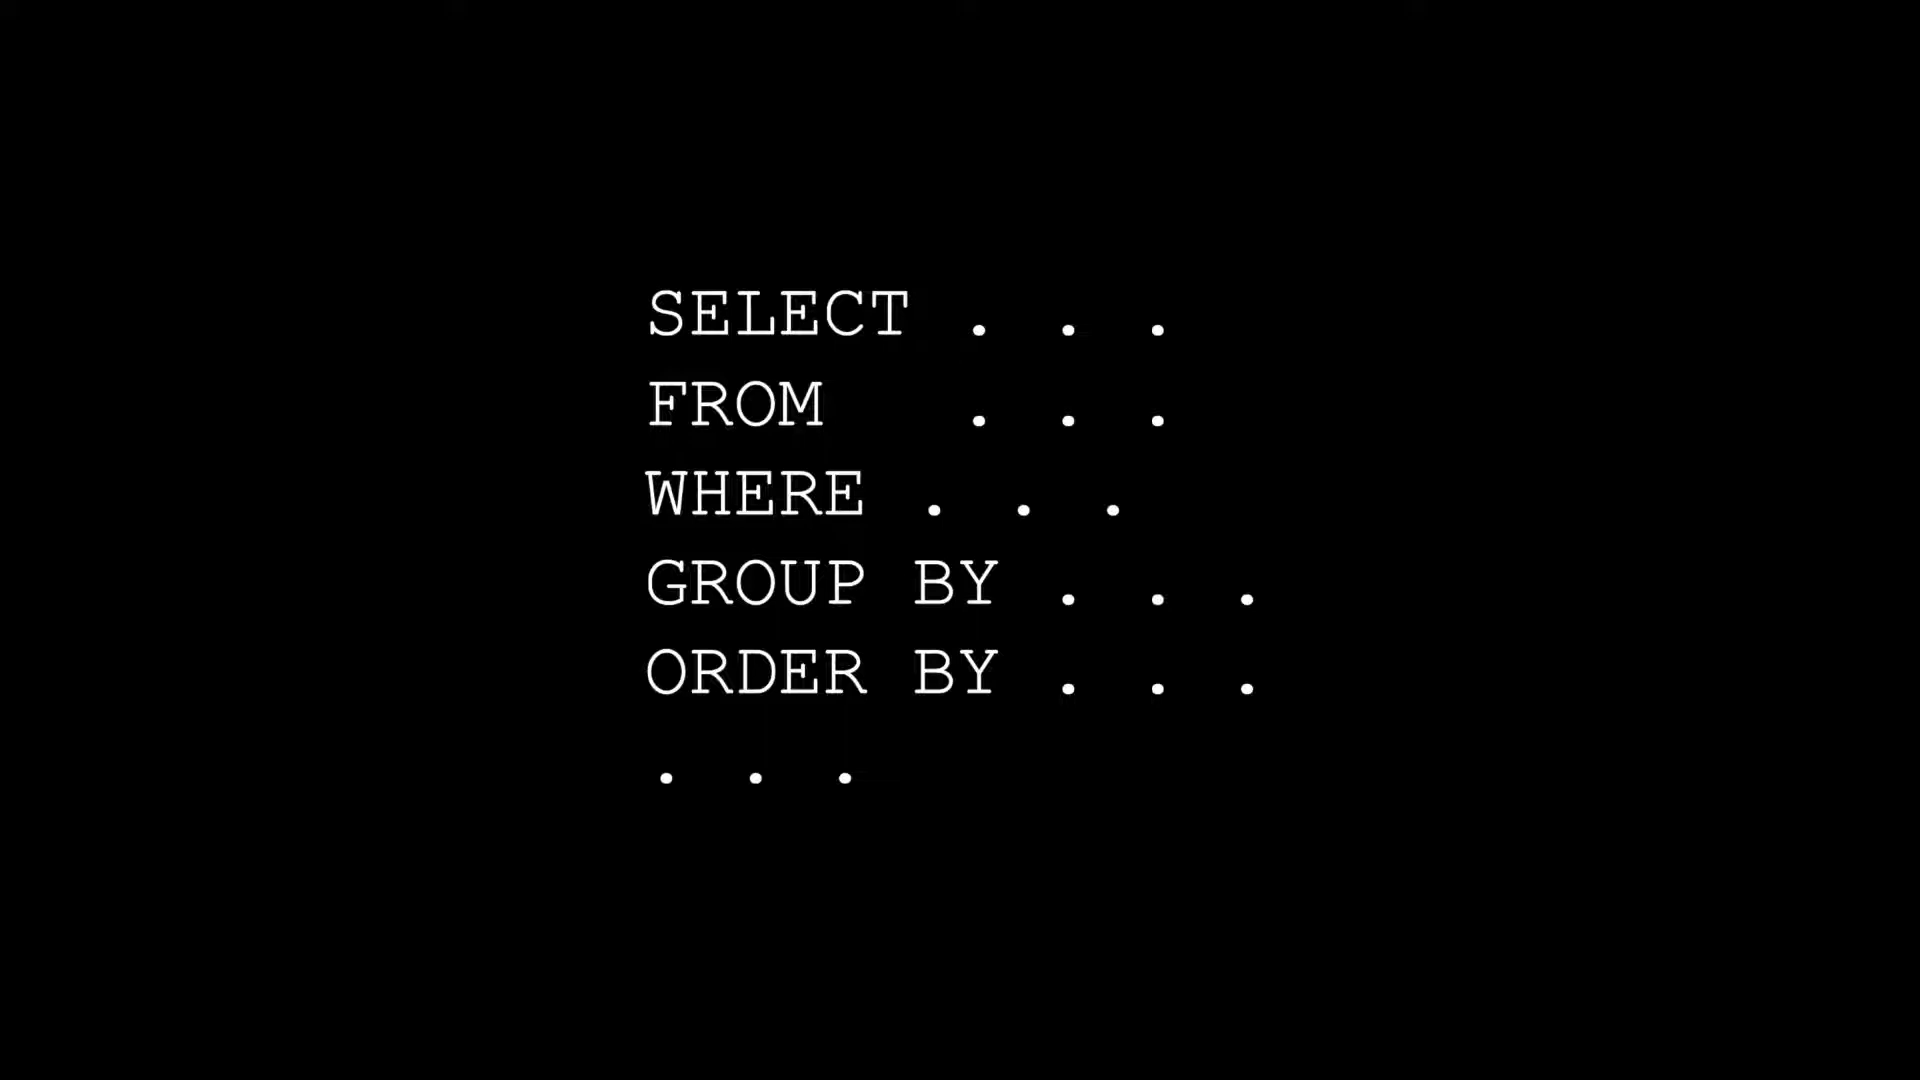 SELECT . . .
FROM . . .
WHERE . . .
GROUP BY . . .
ORDER BY . . .
. . .